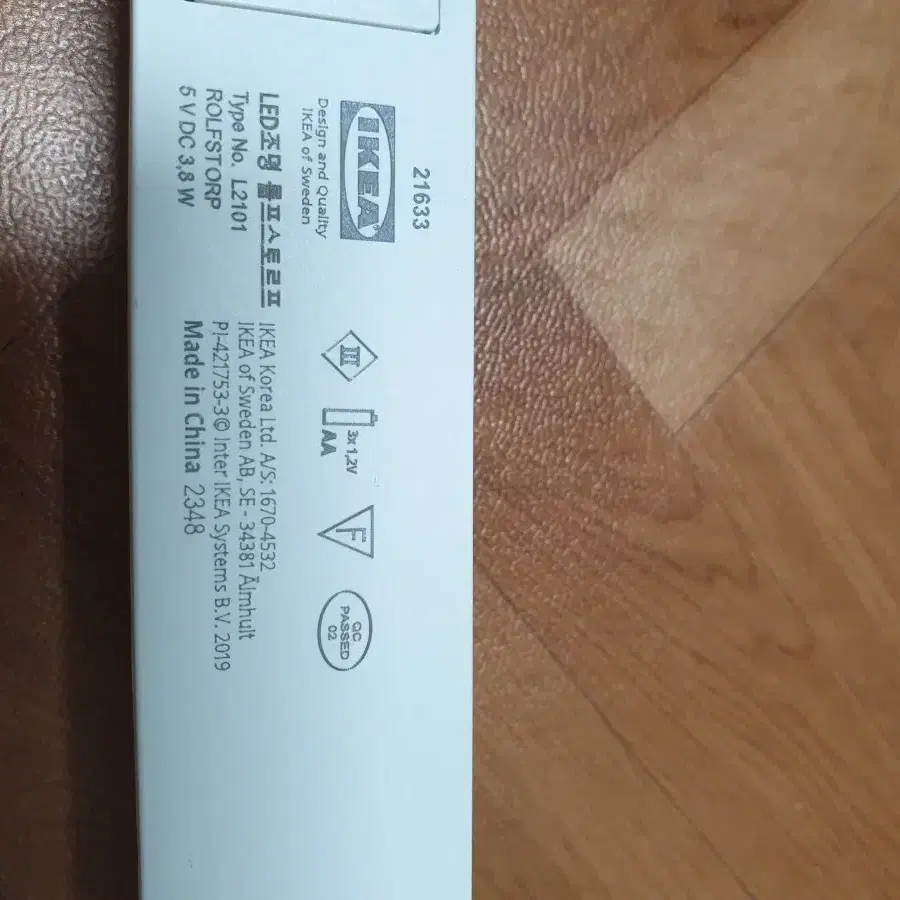 21633
IKEA®
Design and Quality
IKEA of Sweden
LED조명 롤프스토르프
Type No. L2101
ROLFSTORP
5 V DC 3,8 W
III
3x 1,2V
AA
F
QC
PASSED
02
IKEA Korea Ltd. A/S: 1670-4532
IKEA of Sweden AB, SE - 34381 Älmhult
PI-421753-3© Inter IKEA Systems B.V. 2019
Made in China 2348